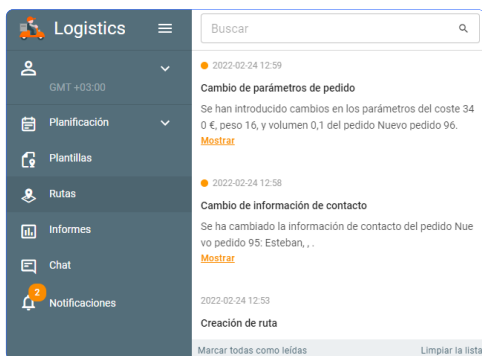 Logistics
GMT +03:00
Planificación
Plantillas
Rutas
Informes
Chat
2
Notificaciones
Buscar
2022-02-24 12:59
Cambio de parámetros de pedido
Se han introducido cambios en los parámetros del coste 34
0 €, peso 16, y volumen 0,1 del pedido Nuevo pedido 96.
Mostrar
2022-02-24 12:58
Cambio de información de contacto
Se ha cambiado la información de contacto del pedido Nue
vo pedido 95: Esteban, , .
Mostrar
2022-02-24 12:53
Creación de ruta
Marcar todas como leídas
Limpiar la lista